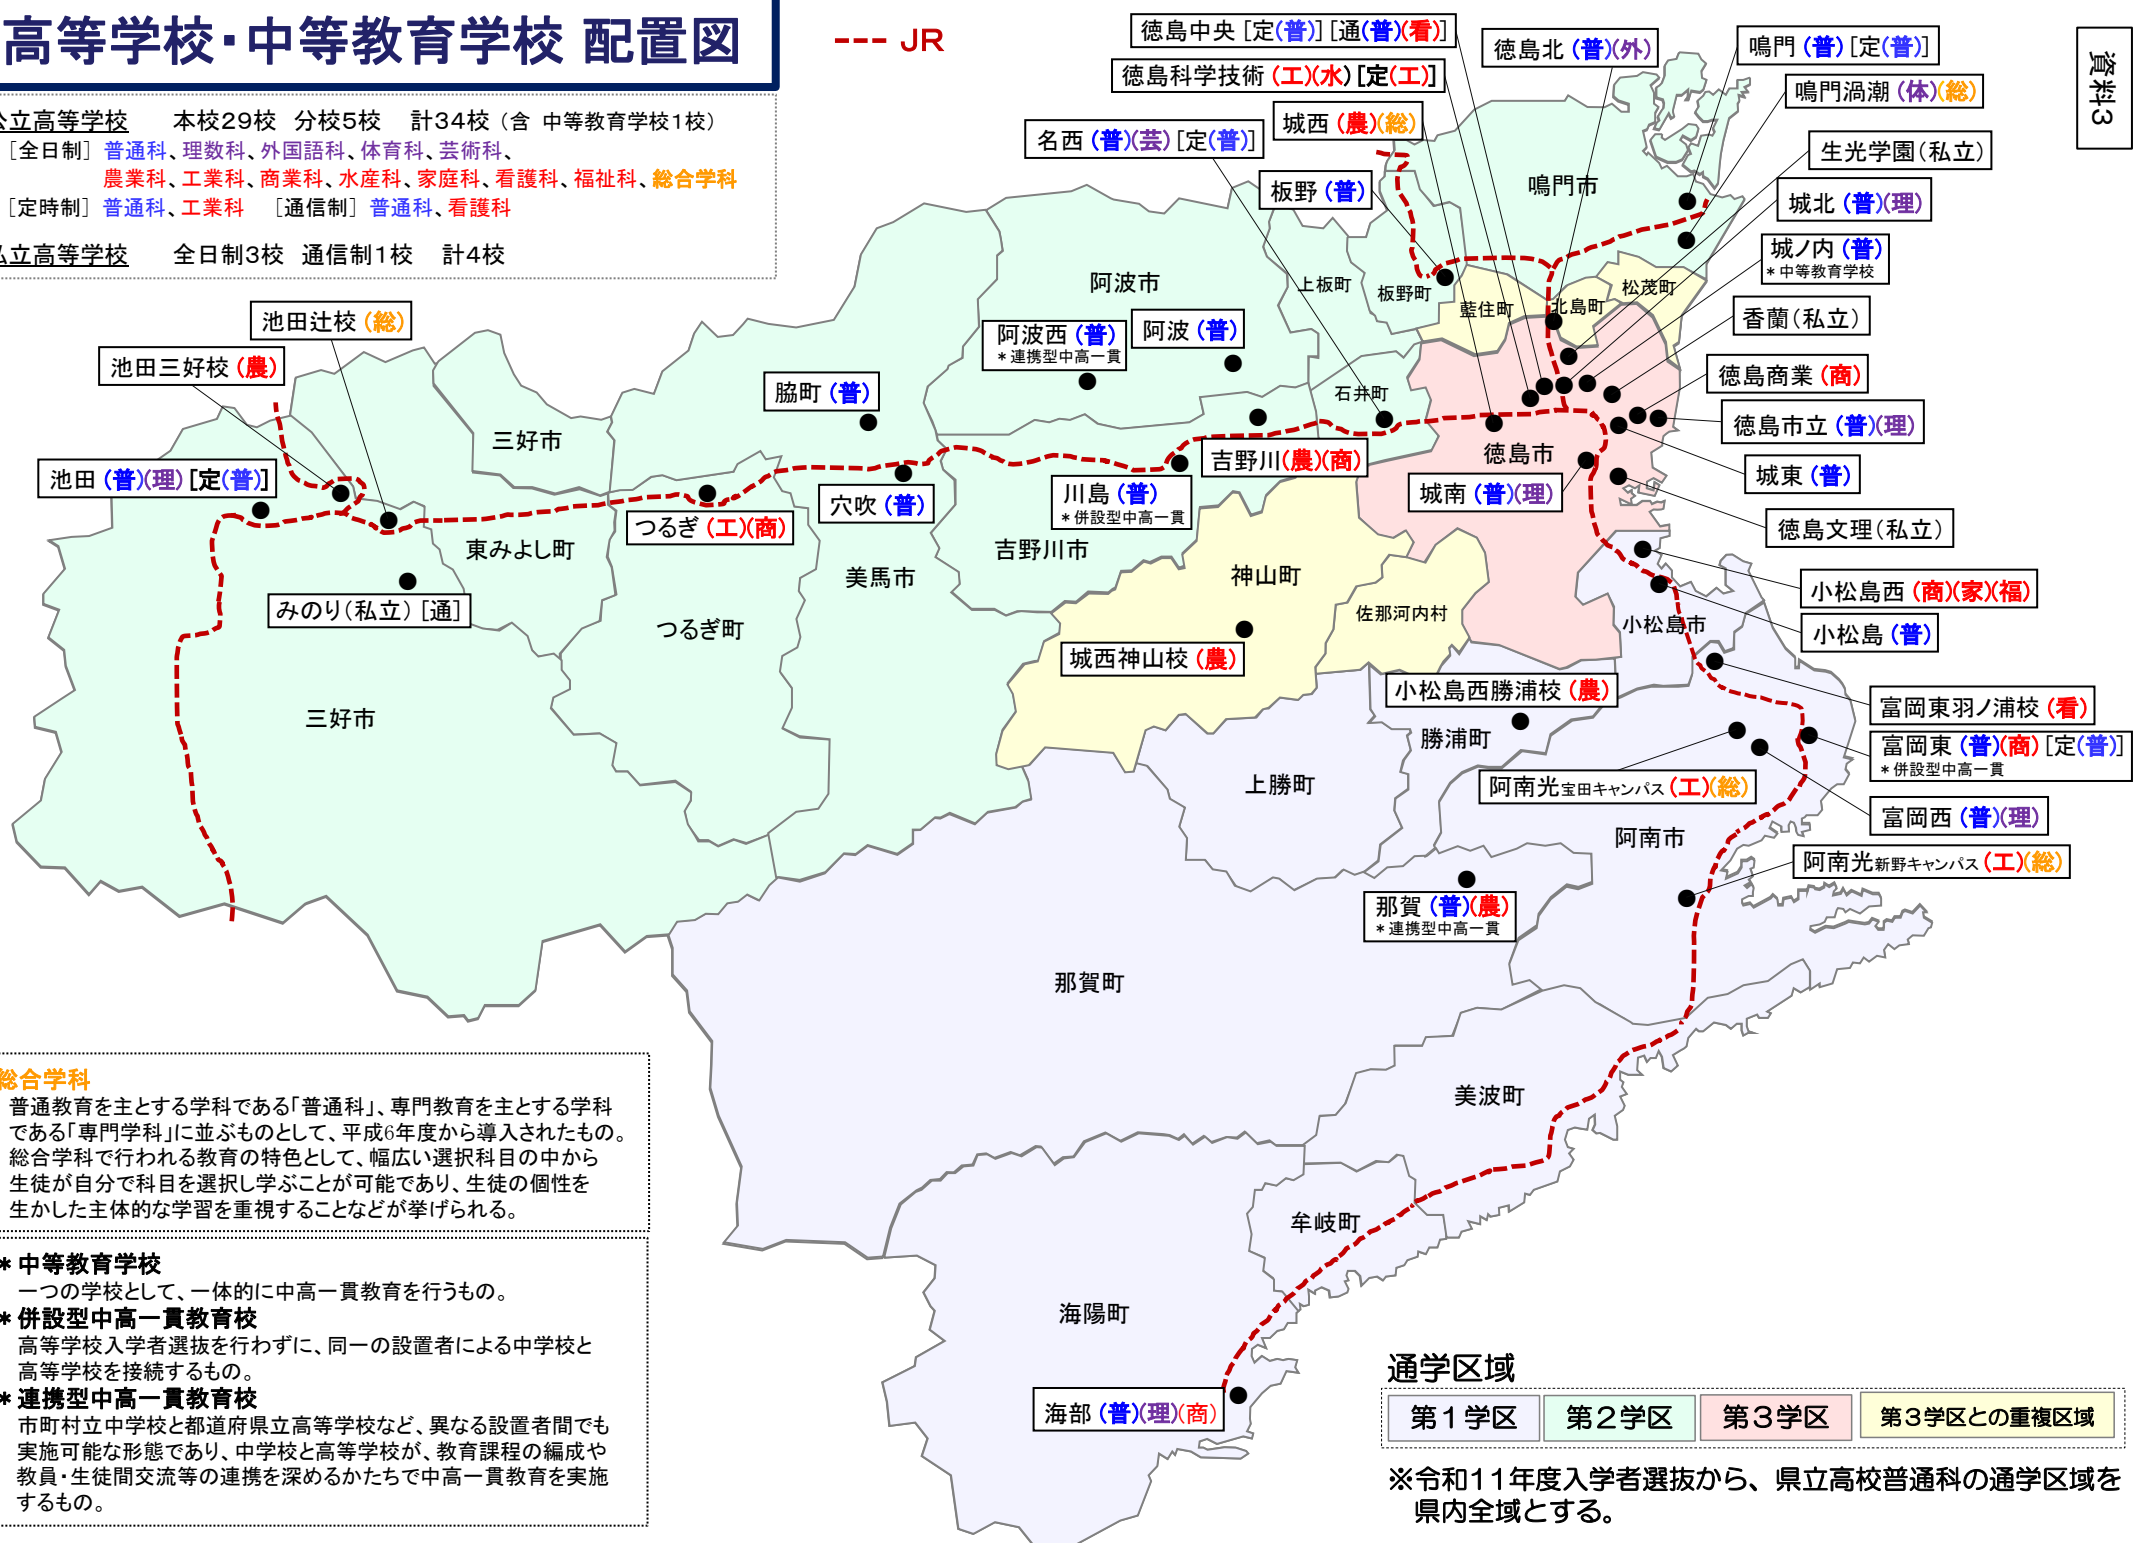 高等学校・中等教育学校 配置図
--- JR
資料3
公立高等学校 本校29校 分校5校 計34校（含 中等教育学校1校）
［全日制］ 普通科、理数科、外国語科、体育科、芸術科、
農業科、工業科、商業科、水産科、家庭科、看護科、福祉科、総合学科
［定時制］ 普通科、工業科 ［通信制］ 普通科、看護科
私立高等学校 全日制3校 通信制1校 計4校
徳島中央 [定(普)] [通(普)(看)]
徳島科学技術 (工)(水) [定(工)]
徳島北 (普)(外)
鳴門 (普) [定(普)]
鳴門渦潮 (体)(総)
城西 (農)(総)
名西 (普)(芸) [定(普)]
板野 (普)
生光学園(私立)
城北 (普)(理)
城ノ内 (普)
*中等教育学校
香蘭(私立)
徳島商業 (商)
徳島市立 (普)(理)
城東 (普)
徳島文理(私立)
城南 (普)(理)
小松島西 (商)(家)(福)
小松島 (普)
富岡東羽ノ浦校 (看)
富岡東 (普)(商) [定(普)]
*併設型中高一貫
富岡西 (普)(理)
阿南光宝田キャンパス (工)(総)
阿南光新野キャンパス (工)(総)
小松島西勝浦校 (農)
那賀 (普)(農)
*連携型中高一貫
海部 (普)(理)(商)
城西神山校 (農)
吉野川(農)(商)
川島 (普)
*併設型中高一貫
阿波西 (普)
*連携型中高一貫
阿波 (普)
脇町 (普)
穴吹 (普)
つるぎ (工)(商)
池田辻校 (総)
池田三好校 (農)
池田 (普)(理) [定(普)]
みのり(私立) [通]
鳴門市
松茂町
北島町
藍住町
板野町
上板町
阿波市
石井町
徳島市
吉野川市
神山町
佐那河内村
小松島市
勝浦町
上勝町
阿南市
那賀町
美波町
牟岐町
海陽町
美馬市
つるぎ町
東みよし町
三好市
三好市
総合学科
普通教育を主とする学科である「普通科」、専門教育を主とする学科
である「専門学科」に並ぶものとして、平成6年度から導入されたもの。
総合学科で行われる教育の特色として、幅広い選択科目の中から
生徒が自分で科目を選択し学ぶことが可能であり、生徒の個性を
生かした主体的な学習を重視することなどが挙げられる。
* 中等教育学校
一つの学校として、一体的に中高一貫教育を行うもの。
* 併設型中高一貫教育校
高等学校入学者選抜を行わずに、同一の設置者による中学校と
高等学校を接続するもの。
* 連携型中高一貫教育校
市町村立中学校と都道府県立高等学校など、異なる設置者間でも
実施可能な形態であり、中学校と高等学校が、教育課程の編成や
教員・生徒間交流等の連携を深めるかたちで中高一貫教育を実施
するもの。
通学区域
第１学区 第２学区 第３学区 第３学区との重複区域
※令和11年度入学者選抜から、県立高校普通科の通学区域を
県内全域とする。